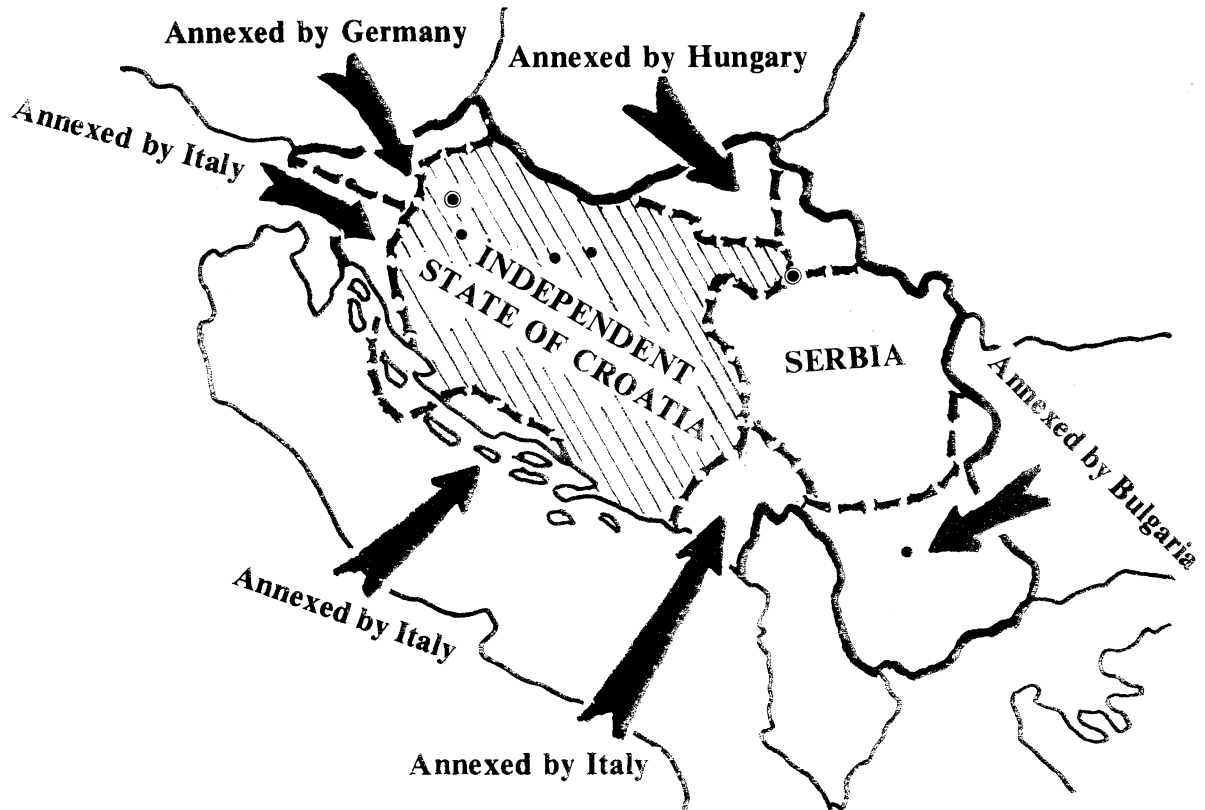 Annexed by Germany
Annexed by Hungary
Annexed by Italy
INDEPENDENT
STATE OF CROATIA
SERBIA
Annexed by Bulgaria
Annexed by Italy
Annexed by Italy